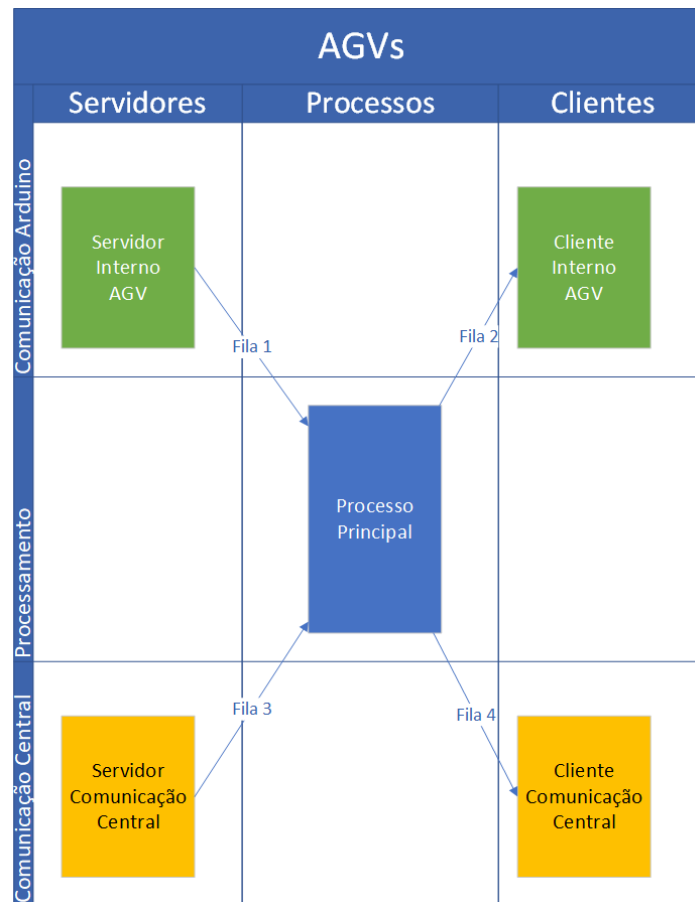 AGVs
Servidores
Processos
Clientes
Comunicação Arduino
Servidor
Interno
AGV
Cliente
Interno
AGV
Fila 1
Fila 2
Processamento
Processo
Principal
Comunicação Central
Fila 3
Fila 4
Servidor
Comunicação
Central
Cliente
Comunicação
Central